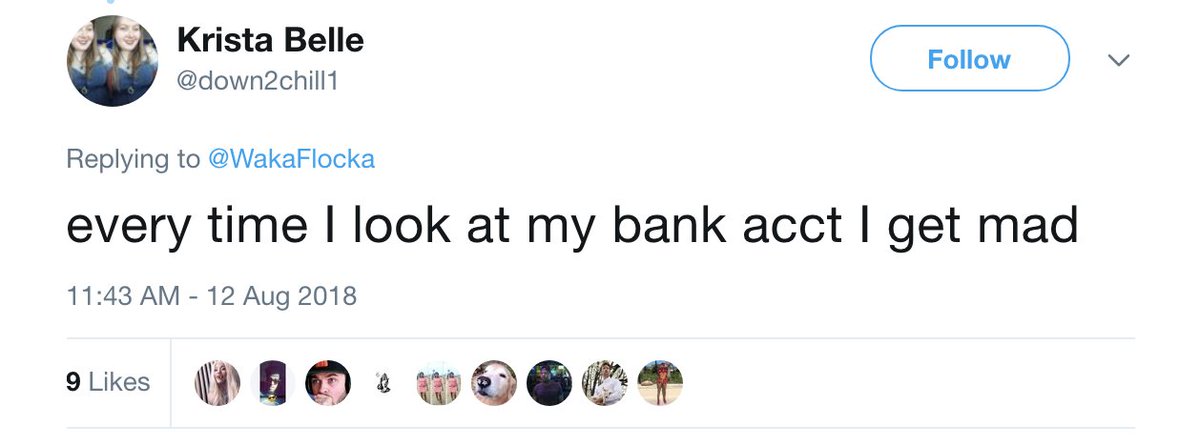 Krista Belle
@down2chill1
Follow
Replying to @WakaFlocka
every time I look at my bank acct I get mad
11:43 AM - 12 Aug 2018
9 Likes